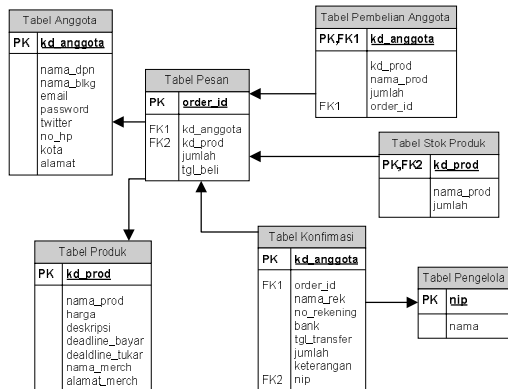 Tabel Anggota
PK kd_anggota
nama_dpn
nama_blkg
email
password
twitter
no_hp
kota
alamat
Tabel Pesan
PK order_id
FK1 kd_anggota
FK2 kd_prod
jumlah
tgl_beli
Tabel Pembelian Anggota
PK,FK1 kd_anggota
kd_prod
nama_prod
jumlah
FK1 order_id
Tabel Stok Produk
PK,FK2 kd_prod
nama_prod
jumlah
Tabel Produk
PK kd_prod
nama_prod
harga
deskripsi
deadline_bayar
dealdline_tukar
nama_merch
alamat_merch
Tabel Konfirmasi
PK kd_anggota
FK1 order_id
nama_rek
no_rekening
bank
tgl_transfer
jumlah
keterangan
FK2 nip
Tabel Pengelola
PK nip
nama